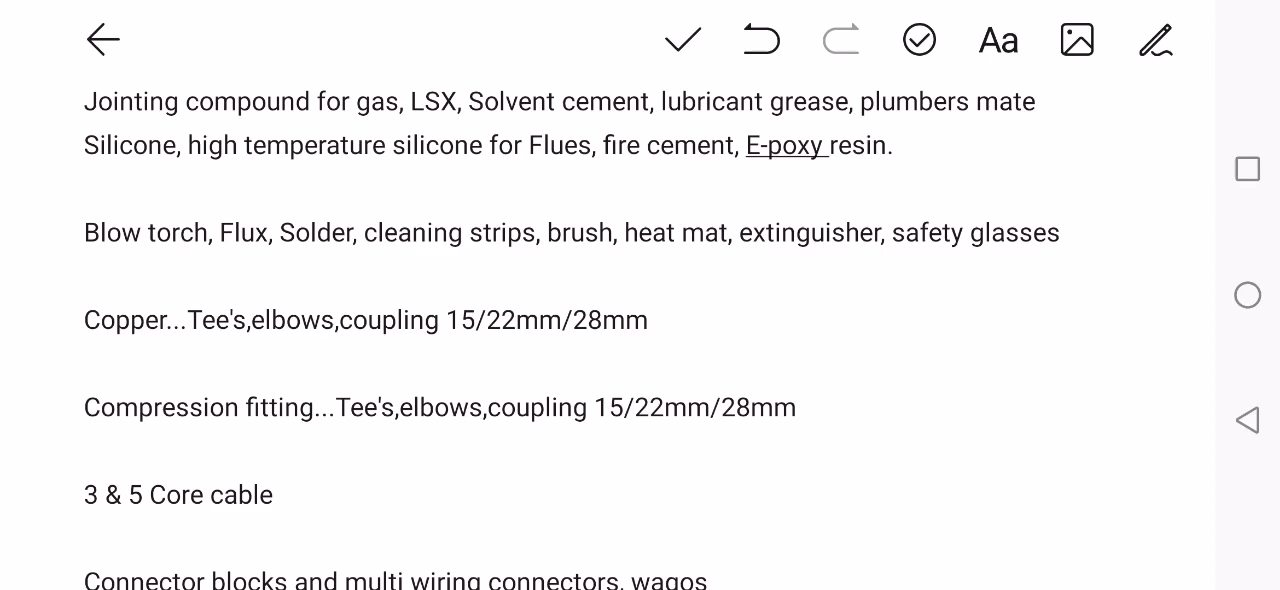 Aa
Jointing compound for gas, LSX, Solvent cement, lubricant grease, plumbers mate
Silicone, high temperature silicone for Flues, fire cement, E-poxy resin.
Blow torch, Flux, Solder, cleaning strips, brush, heat mat, extinguisher, safety glasses
Copper...Tee's,elbows,coupling 15/22mm/28mm
Compression fitting...Tee's,elbows,coupling 15/22mm/28mm
3 & 5 Core cable
Connector blocks and multi wiring connectors, wagos